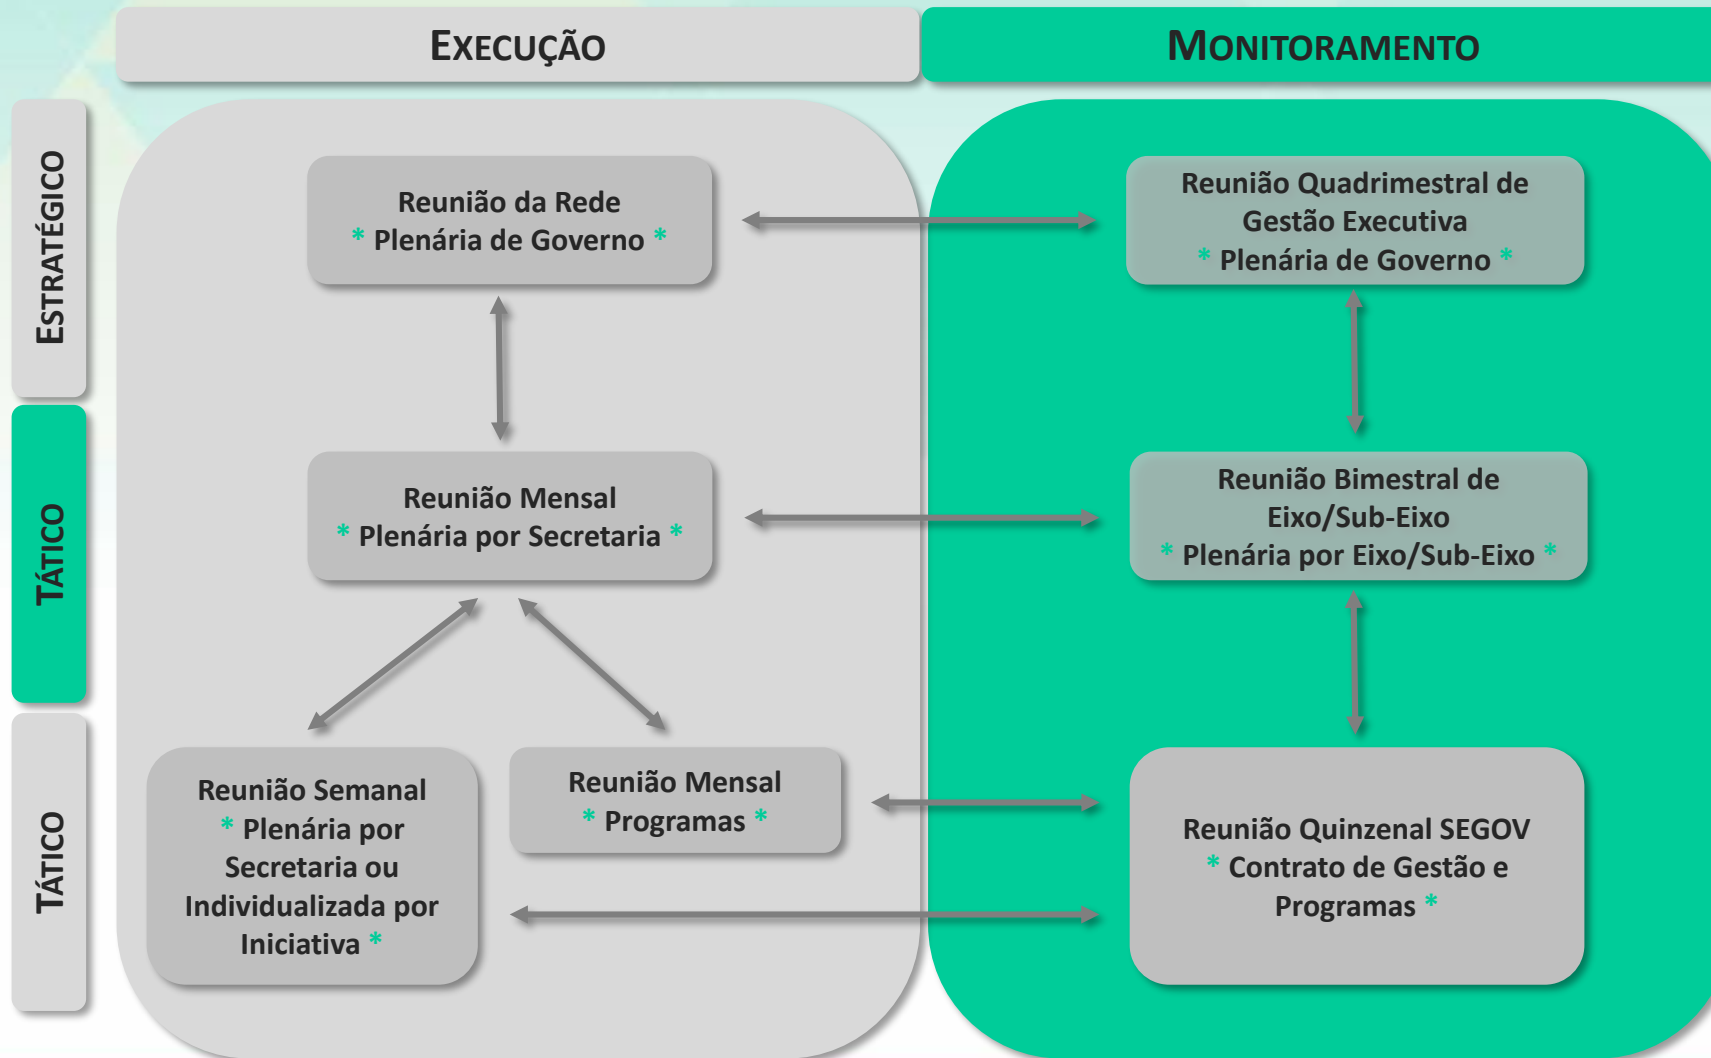 EXECUÇÃO
MONITORAMENTO
ESTRATÉGICO
Reunião da Rede
* Plenária de Governo *
Reunião Quadrimestral de
Gestão Executiva
* Plenária de Governo *
TÁTICO
Reunião Mensal
* Plenária por Secretaria *
Reunião Bimestral de
Eixo/Sub-Eixo
* Plenária por Eixo/Sub-Eixo *
TÁTICO
Reunião Semanal
* Plenária por
Secretaria ou
Individualizada por
Iniciativa *
Reunião Mensal
* Programas *
Reunião Quinzenal SEGOV
* Contrato de Gestão e
Programas *